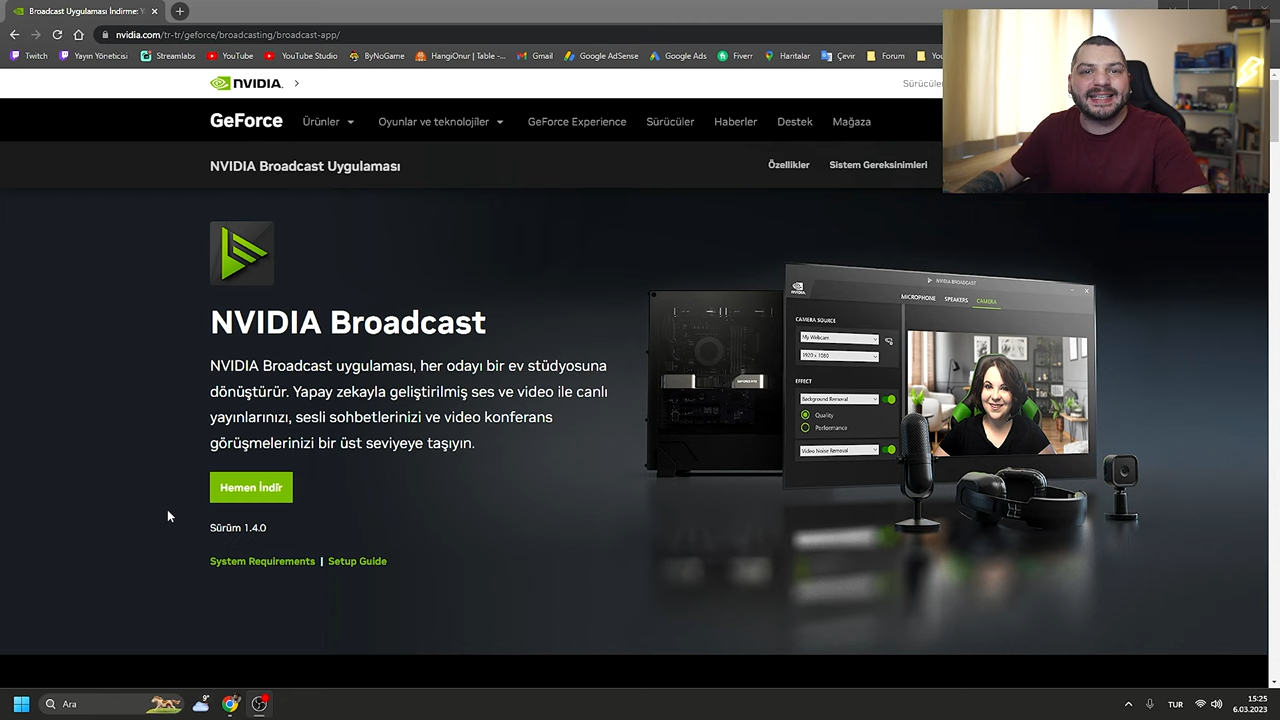 Broadcast Uygulaması İndirme: Y
nvidia.com/tr-tr/geforce/broadcasting/broadcast-app/
Twitch
Yayın Yöneticisi
Streamlabs
YouTube
YouTube Studio
ByNoGame
HangiOnur | Table -...
Gmail
Google AdSense
Google Ads
Fiverr
Haritalar
Çevir
Forum
You
NVIDIA.
Sürücüler
GeForce
Ürünler
Oyunlar ve teknolojiler
GeForce Experience
Sürücüler
Haberler
Destek
Mağaza
NVIDIA Broadcast Uygulaması
Özellikler
Sistem Gereksinimleri
NVIDIA Broadcast
NVIDIA Broadcast uygulaması, her odayı bir ev stüdyosuna
dönüştürür. Yapay zekayla geliştirilmiş ses ve video ile canlı
yayınlarınızı, sesli sohbetlerinizi ve video konferans
görüşmelerinizi bir üst seviyeye taşıyın.
Hemen İndir
Sürüm 1.4.0
System Requirements | Setup Guide
NVIDIA BROADCAST
NVIDIA
MICROPHONE
SPEAKERS
CAMERA
CAMERA SOURCE
My Webcam
1920 x 1080
EFFECT
Background Removal
Quality
Performance
Video Noise Removal
GEFORCE RTX
Ara
9°
TUR
15:25
6.03.2023